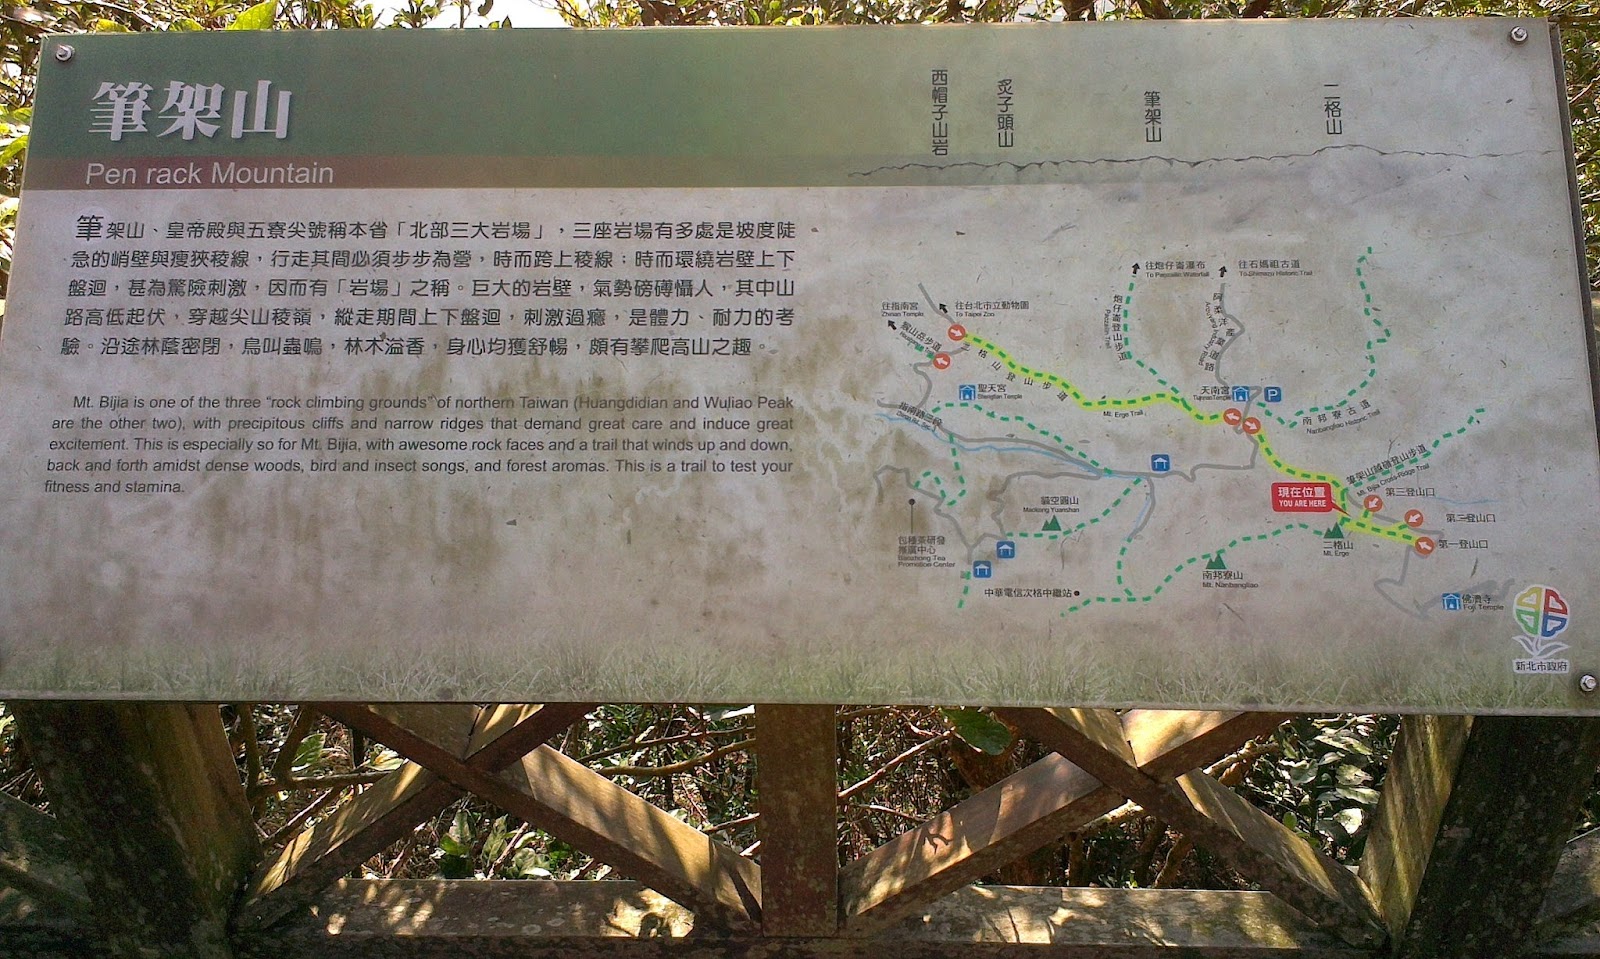 筆架山
Pen rack Mountain
筆架山、皇帝殿與五寮尖號稱本省「北部三大岩場」，三座岩場有多處是坡度陡
急的峭壁與瘦狹稜線，行走其間必須步步為營，時而跨上稜線；時而環繞岩壁上下
盤迴，甚為驚險刺激，因而有「岩場」之稱。巨大的岩壁，氣勢磅礡懾人，其中山
路高低起伏，穿越尖山稜嶺，縱走期間上下盤迴，刺激過癮，是體力、耐力的考
驗。沿途林蔭密閉，鳥叫蟲鳴，林木溢香，身心均獲舒暢，頗有攀爬高山之趣。
Mt. Bijia is one of the three “rock climbing grounds” of northern Taiwan (Huangdidian and Wuliao Peak
are the other two), with precipitous cliffs and narrow ridges that demand great care and induce great
excitement. This is especially so for Mt. Bijia, with awesome rock faces and a trail that winds up and down,
back and forth amidst dense woods, bird and insect songs, and forest aromas. This is a trail to test your
fitness and stamina.
西帽子山岩
炙子頭山
筆架山
二格山
往炮仔崙瀑布
To Paozailin Waterfall
往石媽祖古道
To Shimazu Historic Trail
往指南宮
Zhinan Temple
往台北市立動物園
To Taipei Zoo
猴山岳步道
炮仔崙登山步道
阿柔洋產業道路
二格山登山步道
Mt. Erge Trail
聖天宮
Shengtian Temple
天南宮
Tiannan Temple
P
指南路三段
南邦寮古道
Nanbangliao Historic Trail
筆架山越嶺登山步道
Mt. Bijia Cross-Ridge Trail
現在位置
YOU ARE HERE
第三登山口
第二登山口
第一登山口
貓空圓山
Maokong Yuanshan
包種茶研發
推廣中心
Baozhong Tea
Promotion Center
二格山
Mt. Erge
南邦寮山
Mt. Nanbangliao
中華電信次格中繼站
佛濟寺
Foji Temple
新北市政府